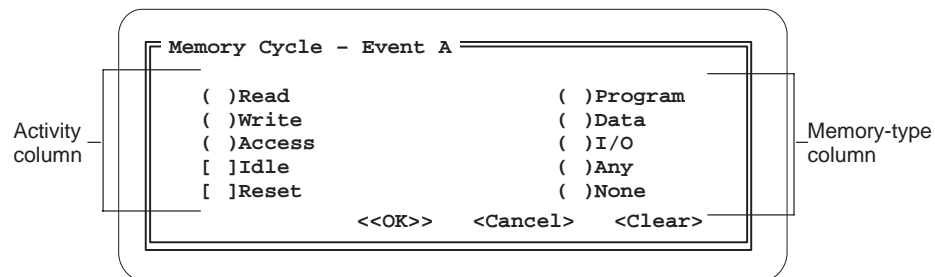 Memory Cycle – Event A
( )Read ( )Program
( )Write ( )Data
( )Access ( )I/O
[ ]Idle ( )Any
[ ]Reset ( )None
<<OK>> <Cancel> <Clear>
Activity column
Memory-type column